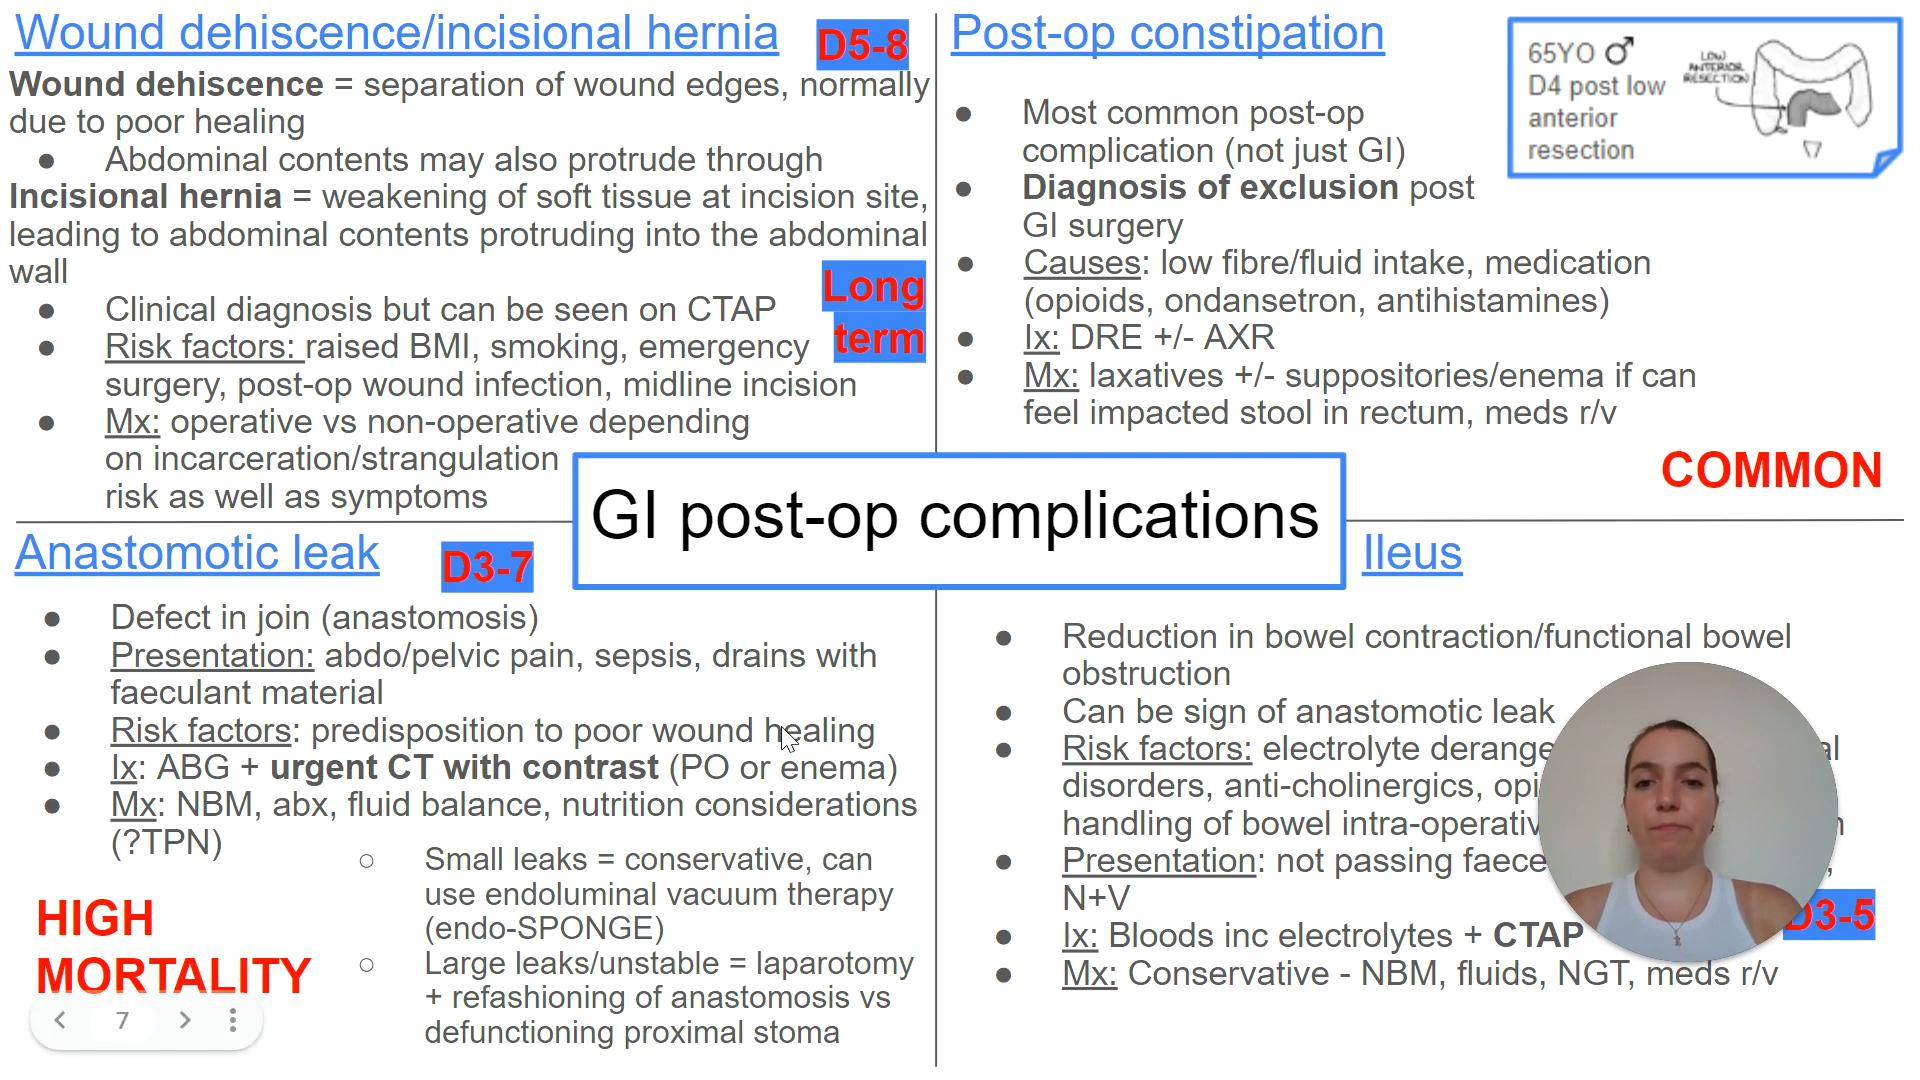 Wound dehiscence/incisional hernia
D5-8
Wound dehiscence = separation of wound edges, normally
due to poor healing
● Abdominal contents may also protrude through
Incisional hernia = weakening of soft tissue at incision site,
leading to abdominal contents protruding into the abdominal
wall
Long
term
● Clinical diagnosis but can be seen on CTAP
● Risk factors: raised BMI, smoking, emergency
surgery, post-op wound infection, midline incision
● Mx: operative vs non-operative depending
on incarceration/strangulation
risk as well as symptoms
Post-op constipation
65YO ♂
D4 post low
anterior
resection
LOW
ANTERIOR
RESECTION
● Most common post-op
complication (not just GI)
● Diagnosis of exclusion post
GI surgery
● Causes: low fibre/fluid intake, medication
(opioids, ondansetron, antihistamines)
● Ix: DRE +/- AXR
● Mx: laxatives +/- suppositories/enema if can
feel impacted stool in rectum, meds r/v
COMMON
GI post-op complications
Anastomotic leak
D3-7
● Defect in join (anastomosis)
● Presentation: abdo/pelvic pain, sepsis, drains with
faeculant material
● Risk factors: predisposition to poor wound healing
● Ix: ABG + urgent CT with contrast (PO or enema)
● Mx: NBM, abx, fluid balance, nutrition considerations
(?TPN)
○ Small leaks = conservative, can
use endoluminal vacuum therapy
(endo-SPONGE)
○ Large leaks/unstable = laparotomy
+ refashioning of anastomosis vs
defunctioning proximal stoma
HIGH
MORTALITY
7
Ileus
● Reduction in bowel contraction/functional bowel
obstruction
● Can be sign of anastomotic leak
● Risk factors: electrolyte
disorders, anti-cholinergics,
handling of bowel
● Presentation: not passing
N+V
● Ix: Bloods inc electrolytes + CTAP
● Mx: Conservative - NBM, fluids, NGT, meds r/v
D3-5